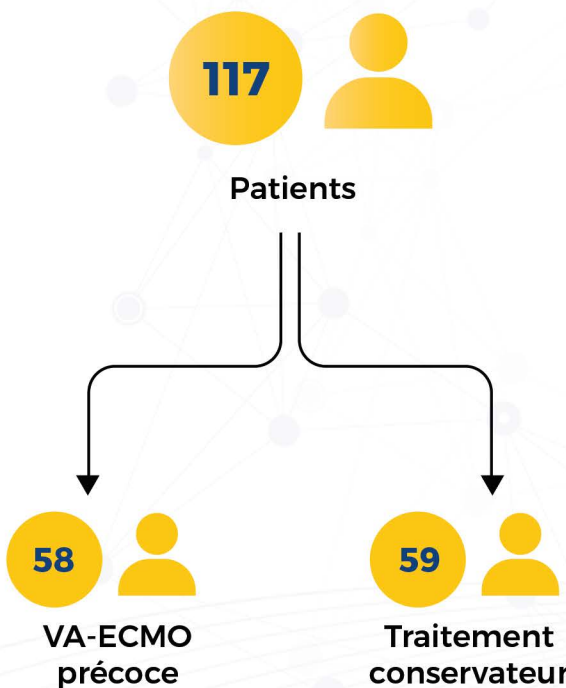 117
Patients
58
59
VA-ECMO
précoce
Traitement
conservateur